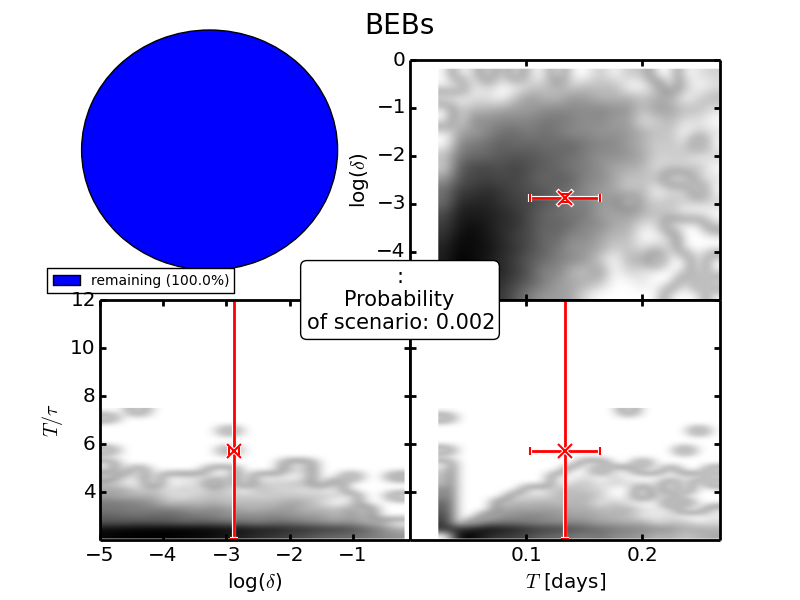 BEBs
0
−1
−2
−3
−4
log(δ)
remaining (100.0%)
:
Probability
of scenario: 0.002
12
10
8
6
4
T/τ
−5 −4 −3 −2 −1
log(δ)
0.1 0.2
T [days]